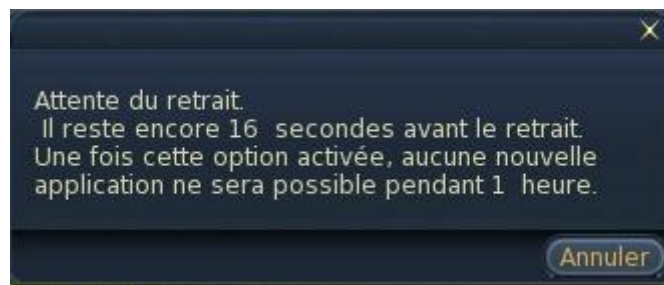 Attente du retrait.
Il reste encore 16 secondes avant le retrait.
Une fois cette option activée, aucune nouvelle
application ne sera possible pendant 1 heure.
Annuler